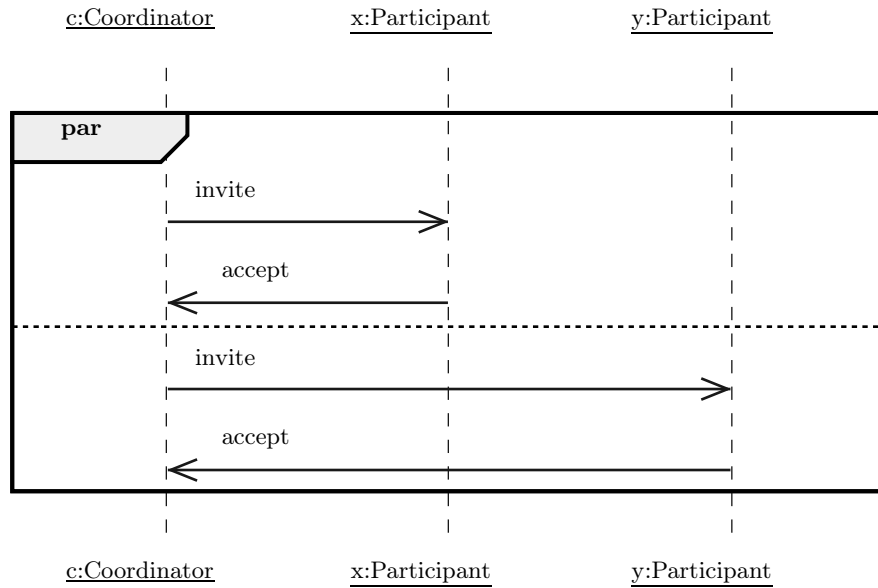 c:Coordinator x:Participant y:Participant
par
invite
accept
invite
accept
c:Coordinator x:Participant y:Participant